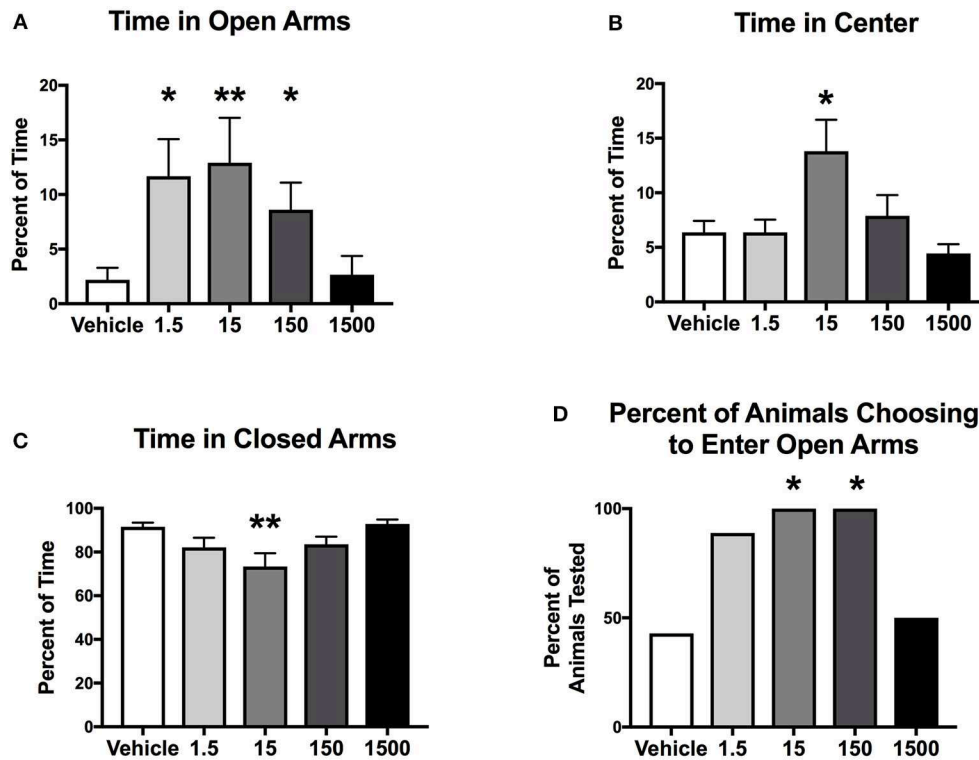 A
Time in Open Arms
Percent of Time
20
15
10
5
0
* ** *
Vehicle 1.5 15 150 1500
B
Time in Center
Percent of Time
20
15
10
5
0
*
Vehicle 1.5 15 150 1500
C
Time in Closed Arms
Percent of Time
100
80
60
40
20
0
**
Vehicle 1.5 15 150 1500
D
Percent of Animals Choosing
to Enter Open Arms
Percent of
Animals Tested
100
50
0
* *
Vehicle 1.5 15 150 1500